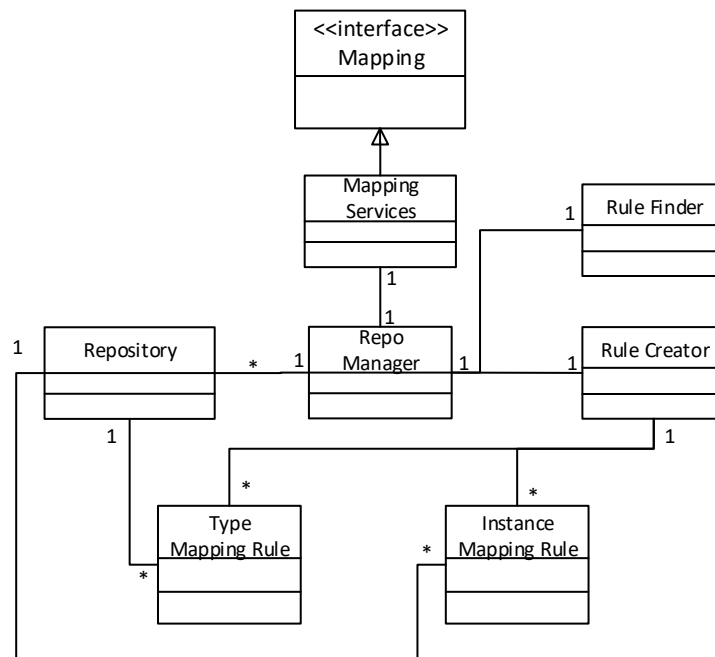 <<interface>>
Mapping
Mapping
Services
1
1
Rule Finder
1
Repository
1
*
1
Repo
Manager
1
1
Rule Creator
1
1
*
*
Type
Mapping Rule
*
Instance
Mapping Rule
*